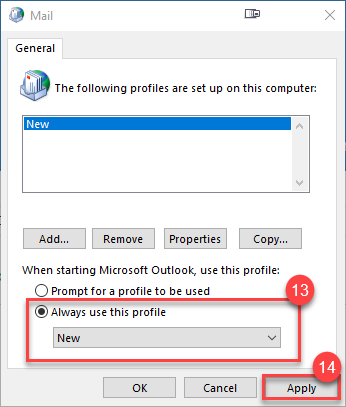 Mail
General
The following profiles are set up on this computer:
New
Add... Remove Properties Copy...
When starting Microsoft Outlook, use this profile:
13
Prompt for a profile to be used
Always use this profile
New
14
OK Cancel Apply